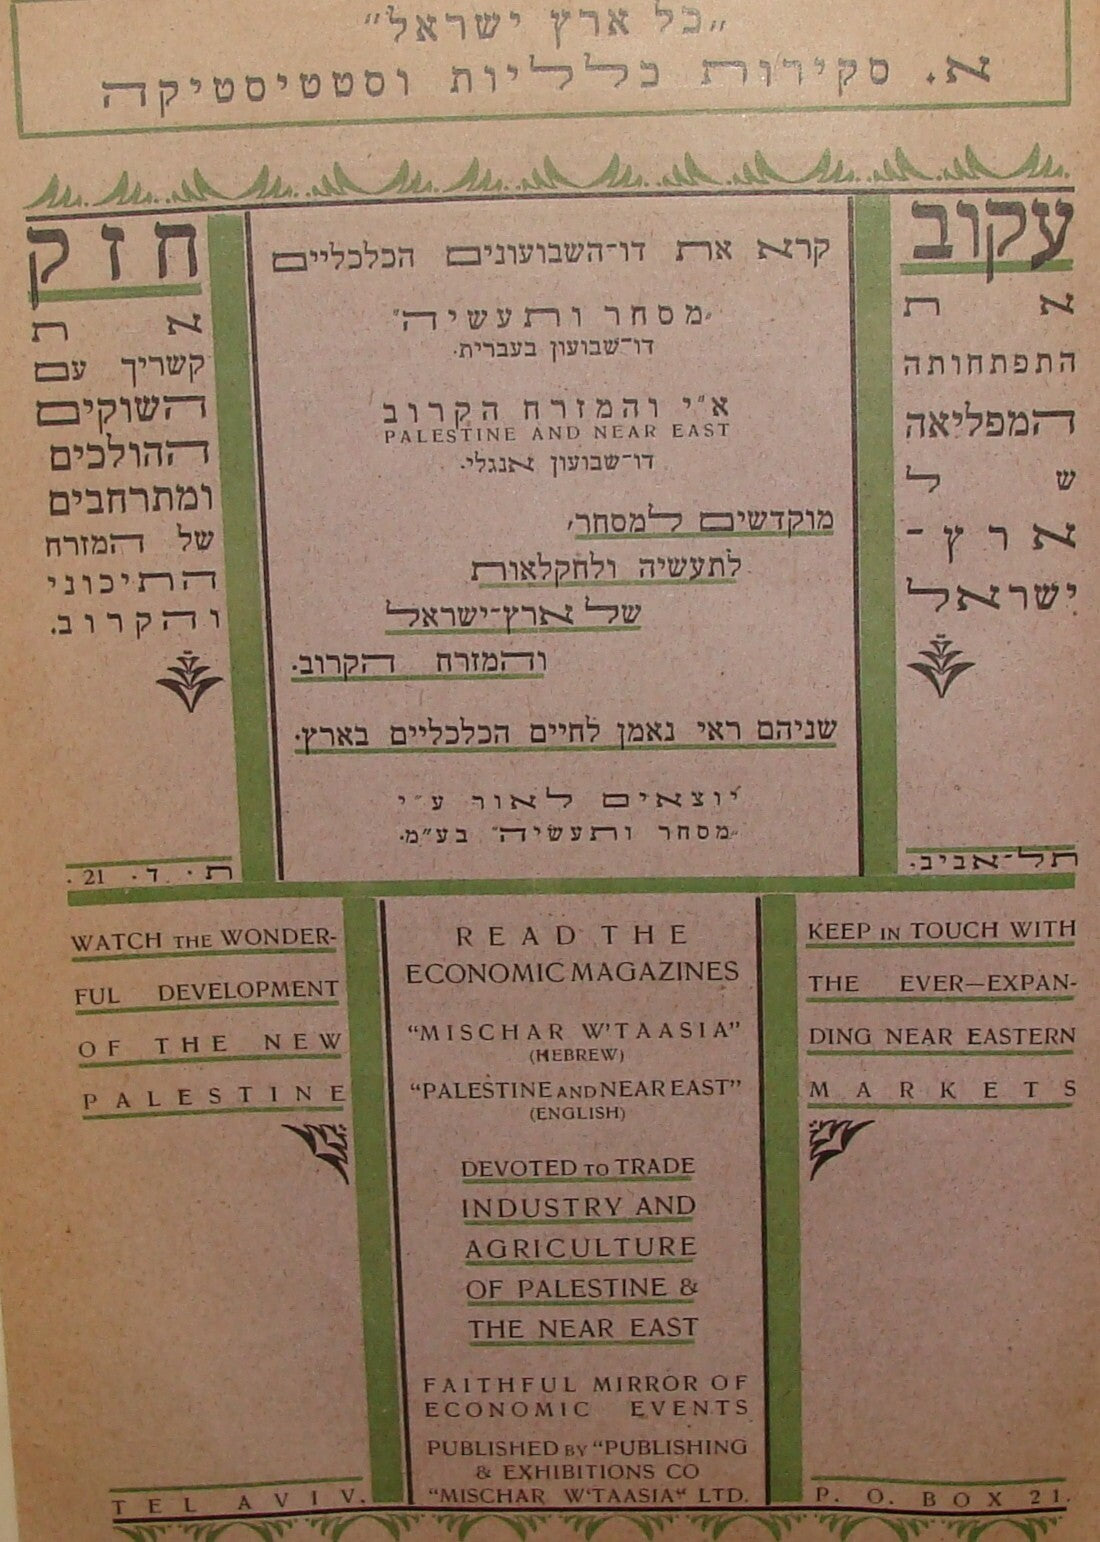 „כל ארץ ישראל”
א. סקירות כלליות וסטטיסטיקה
עקוב
את
התפתחותה
המפליאה
של
ארץ-
ישראל
תל־אביב.
קרא את דו־השבועונים הכלכליים
„מסחר ותעשיה”
דו־שבועון בעברית.
א״י והמזרח הקרוב
PALESTINE AND NEAR EAST
דו־שבועון אנגלי.
מוקדשים למסחר,
לתעשיה ולחקלאות
של ארץ־ישראל
והמזרח הקרוב.
שניהם ראי נאמן לחיים הכלכליים בארץ.
יוצאים לאור ע״י
„מסחר ותעשיה” בע״מ.
חזק
את
קשריך עם
השוקים
ההולכים
ומתרחבים
של המזרח
התיכוני
והקרוב.
ת. ד. 21.
WATCH THE WONDER-
FUL DEVELOPMENT
OF THE NEW
PALESTINE
TEL AVIV.
READ THE
ECONOMIC MAGAZINES
“MISCHAR W'TAASIA”
(HEBREW)
“PALESTINE AND NEAR EAST”
(ENGLISH)
DEVOTED TO TRADE
INDUSTRY AND
AGRICULTURE
OF PALESTINE &
THE NEAR EAST
FAITHFUL MIRROR OF
ECONOMIC EVENTS
PUBLISHED BY “PUBLISHING
& EXHIBITIONS CO
“MISCHAR W'TAASIA” LTD.
KEEP IN TOUCH WITH
THE EVER—EXPAN-
DING NEAR EASTERN
MARKETS
P. O. BOX 21.